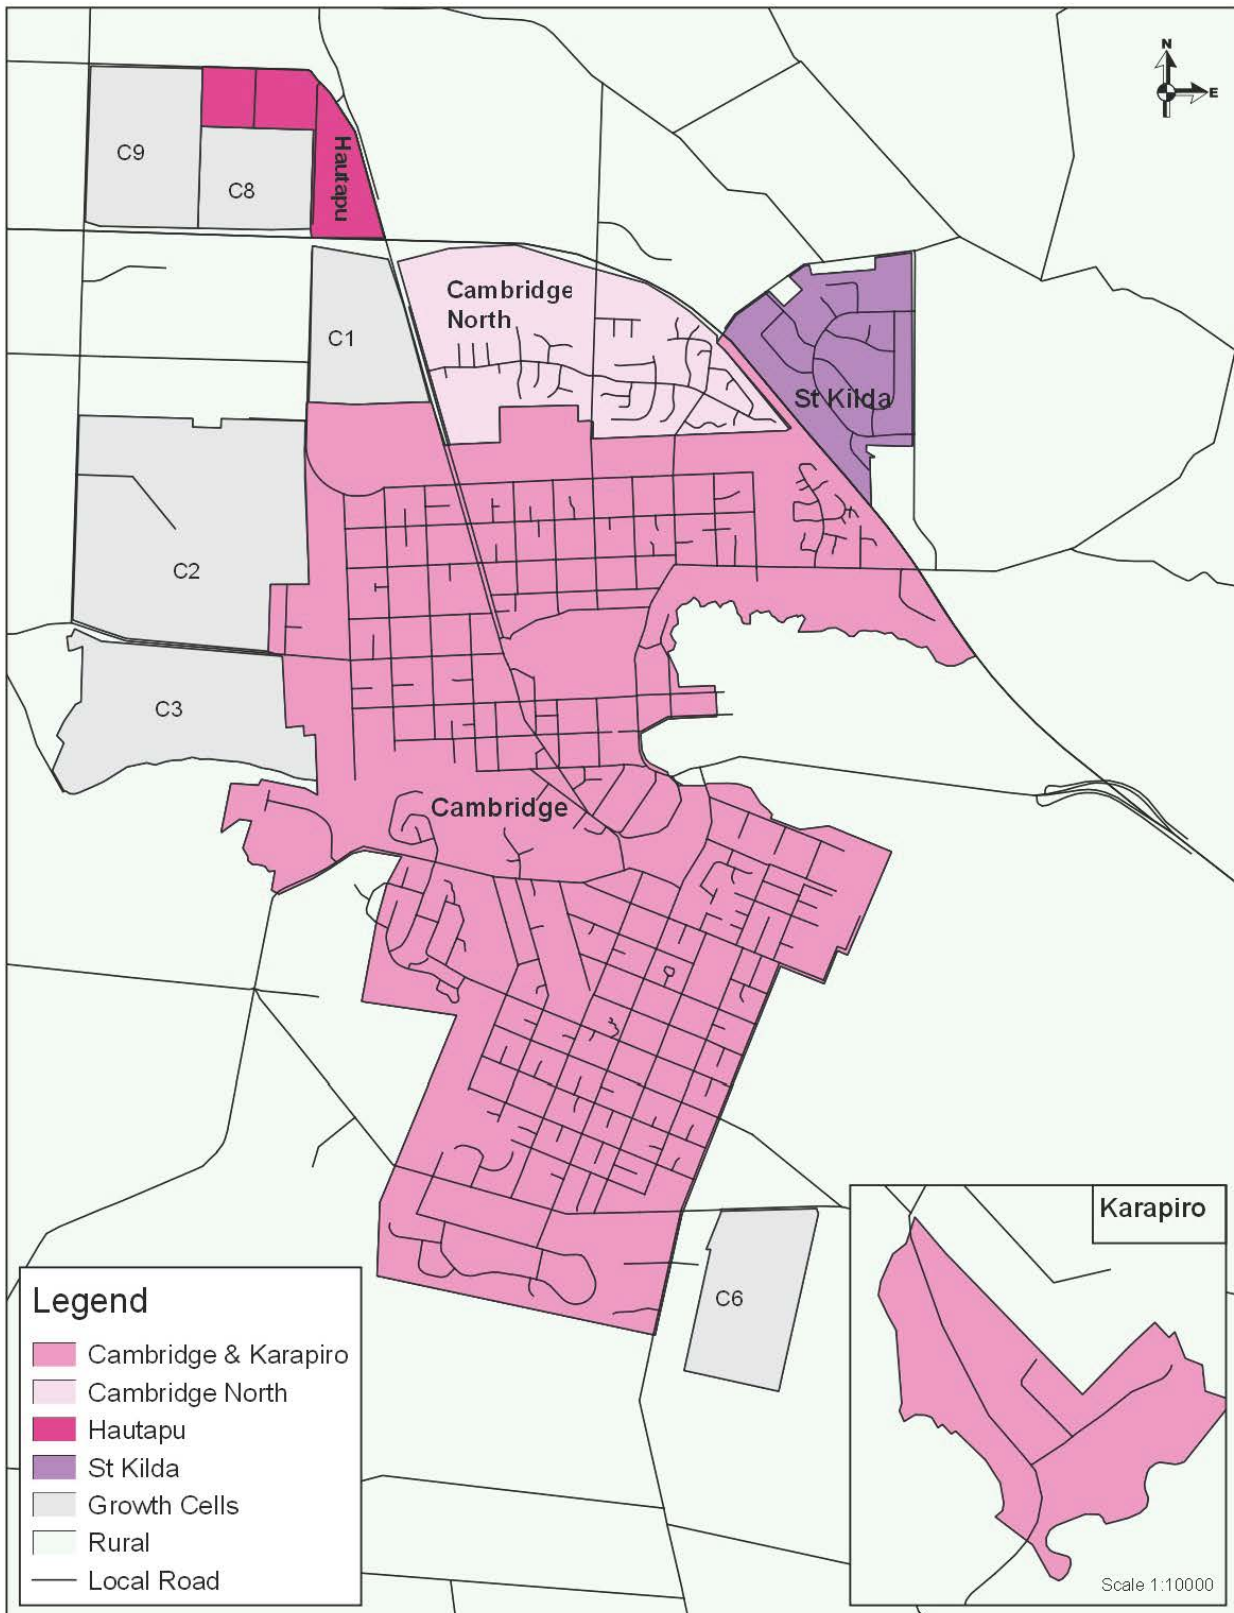 N
E
C9
C8
Hautapu
Cambridge
North
C1
St Kilda
C2
C3
Cambridge
C6
Karapiro
Scale 1:10000
Legend
Cambridge & Karapiro
Cambridge North
Hautapu
St Kilda
Growth Cells
Rural
Local Road